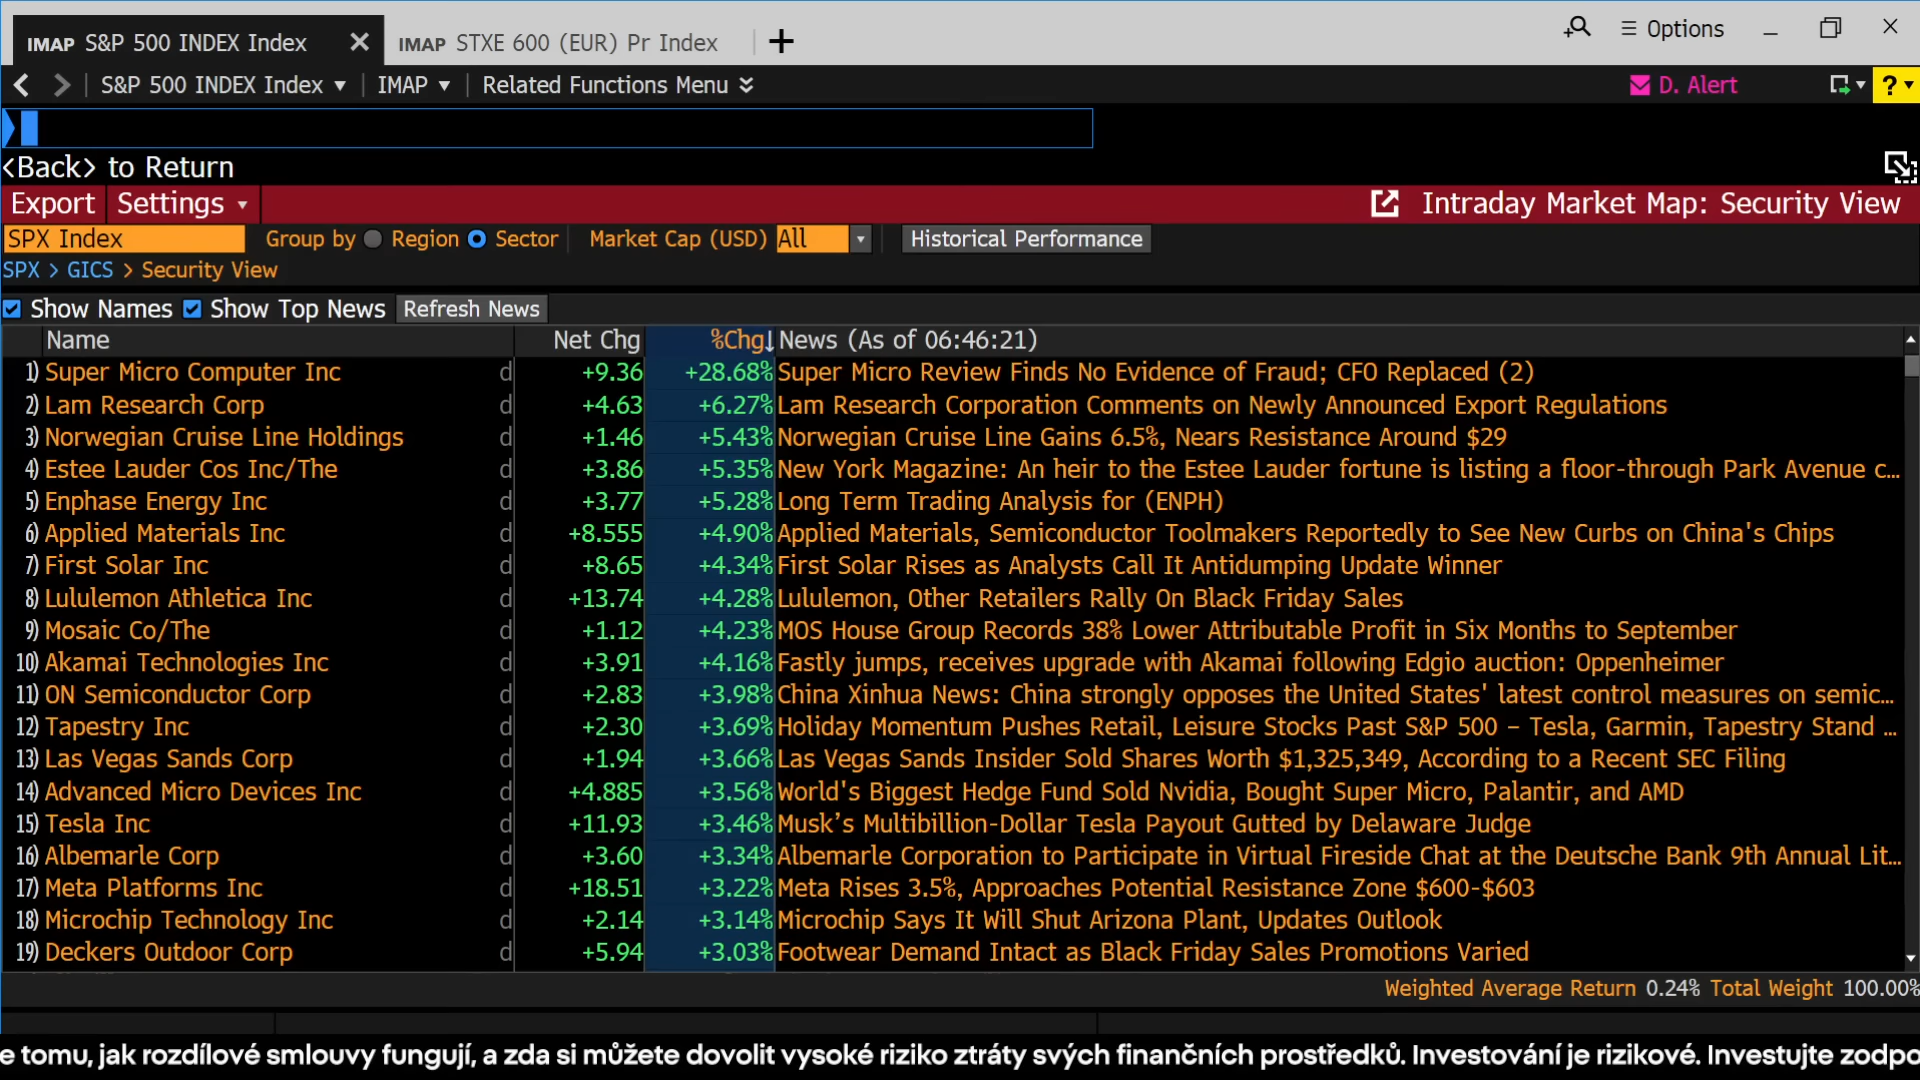 IMAP S&P 500 INDEX Index
IMAP STXE 600 (EUR) Pr Index
Options
S&P 500 INDEX Index
IMAP
Related Functions Menu
D. Alert
?
<Back> to Return
Export
Settings
Intraday Market Map: Security View
SPX Index
Group by
Region
Sector
Market Cap (USD)
All
Historical Performance
SPX > GICS > Security View
Show Names
Show Top News
Refresh News
Name Net Chg %Chg↓ News (As of 06:46:21)
1) Super Micro Computer Inc d +9.36 +28.68% Super Micro Review Finds No Evidence of Fraud; CFO Replaced (2)
2) Lam Research Corp d +4.63 +6.27% Lam Research Corporation Comments on Newly Announced Export Regulations
3) Norwegian Cruise Line Holdings d +1.46 +5.43% Norwegian Cruise Line Gains 6.5%, Nears Resistance Around $29
4) Estee Lauder Cos Inc/The d +3.86 +5.35% New York Magazine: An heir to the Estee Lauder fortune is listing a floor-through Park Avenue c...
5) Enphase Energy Inc d +3.77 +5.28% Long Term Trading Analysis for (ENPH)
6) Applied Materials Inc d +8.555 +4.90% Applied Materials, Semiconductor Toolmakers Reportedly to See New Curbs on China's Chips
7) First Solar Inc d +8.65 +4.34% First Solar Rises as Analysts Call It Antidumping Update Winner
8) Lululemon Athletica Inc d +13.74 +4.28% Lululemon, Other Retailers Rally On Black Friday Sales
9) Mosaic Co/The d +1.12 +4.23% MOS House Group Records 38% Lower Attributable Profit in Six Months to September
10) Akamai Technologies Inc d +3.91 +4.16% Fastly jumps, receives upgrade with Akamai following Edgio auction: Oppenheimer
11) ON Semiconductor Corp d +2.83 +3.98% China Xinhua News: China strongly opposes the United States' latest control measures on semic...
12) Tapestry Inc d +2.30 +3.69% Holiday Momentum Pushes Retail, Leisure Stocks Past S&P 500 – Tesla, Garmin, Tapestry Stand ...
13) Las Vegas Sands Corp d +1.94 +3.66% Las Vegas Sands Insider Sold Shares Worth $1,325,349, According to a Recent SEC Filing
14) Advanced Micro Devices Inc d +4.885 +3.56% World's Biggest Hedge Fund Sold Nvidia, Bought Super Micro, Palantir, and AMD
15) Tesla Inc d +11.93 +3.46% Musk’s Multibillion-Dollar Tesla Payout Gutted by Delaware Judge
16) Albemarle Corp d +3.60 +3.34% Albemarle Corporation to Participate in Virtual Fireside Chat at the Deutsche Bank 9th Annual Lit...
17) Meta Platforms Inc d +18.51 +3.22% Meta Rises 3.5%, Approaches Potential Resistance Zone $600-$603
18) Microchip Technology Inc d +2.14 +3.14% Microchip Says It Will Shut Arizona Plant, Updates Outlook
19) Deckers Outdoor Corp d +5.94 +3.03% Footwear Demand Intact as Black Friday Sales Promotions Varied
Weighted Average Return 0.24% Total Weight 100.00%
e tomu, jak rozdílové smlouvy fungují, a zda si můžete dovolit vysoké riziko ztráty svých finančních prostředků. Investování je rizikové. Investujte zodpo